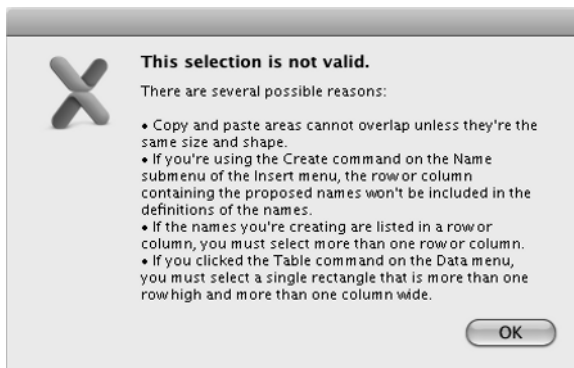 This selection is not valid.
There are several possible reasons:
• Copy and paste areas cannot overlap unless they're the
same size and shape.
• If you're using the Create command on the Name
submenu of the Insert menu, the row or column
containing the proposed names won't be included in the
definitions of the names.
• If the names you're creating are listed in a row or
column, you must select more than one row or column.
• If you clicked the Table command on the Data menu,
you must select a single rectangle that is more than one
row high and more than one column wide.
OK